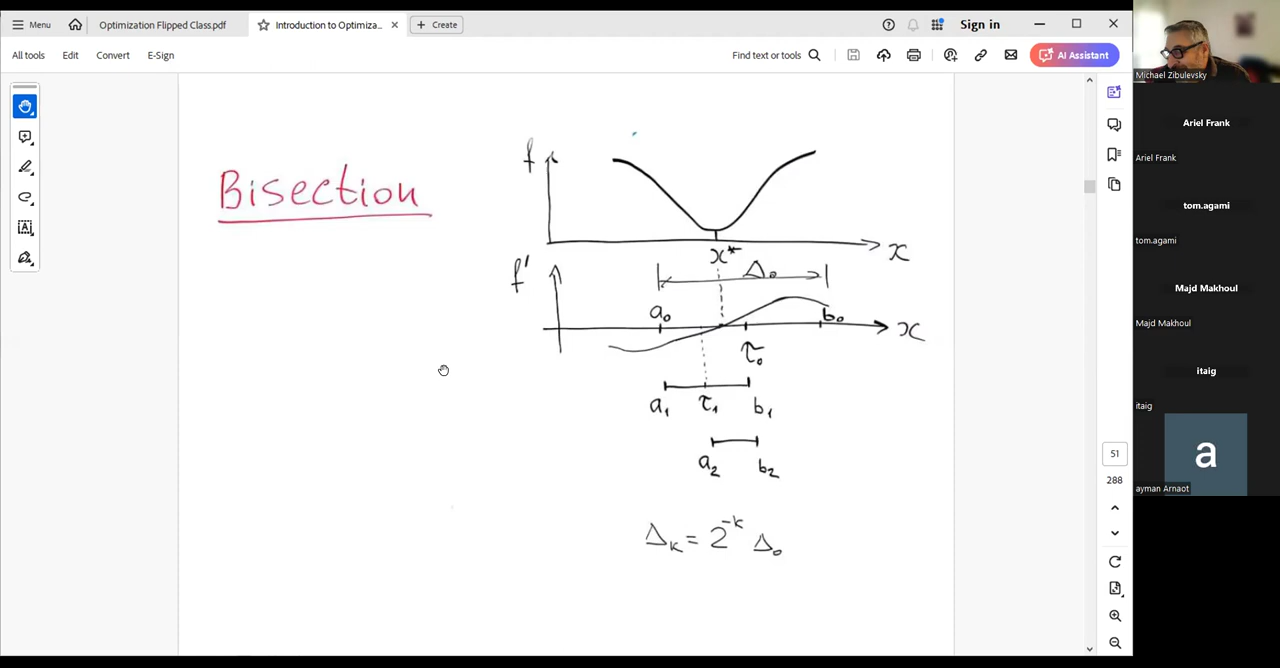 Menu
Optimization Flipped Class.pdf
Introduction to Optimiza...
Create
Sign in
All tools
Edit
Convert
E-Sign
Find text or tools
AI Assistant
Michael Zibulevsky
Ariel Frank
Ariel Frank
tom.agami
tom.agami
Majd Makhoul
Majd Makhoul
itaig
itaig
a
ayman Arnaot
51
288
Bisection
f
x
x*
Δ₀
f'
a₀
b₀
x
τ₀
a₁ τ₁ b₁
a₂ b₂
Δₖ = 2⁻ᵏ Δ₀